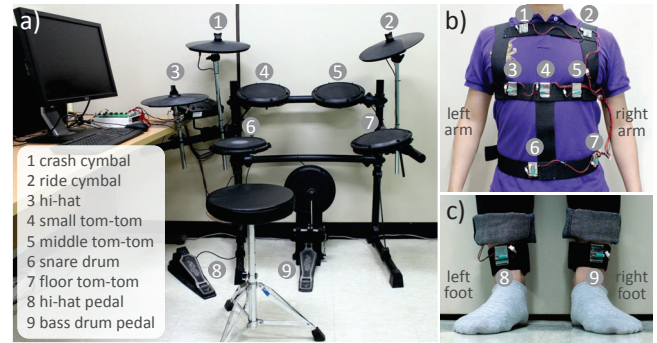 a)
1
2
3
4
5
6
7
8
9
1 crash cymbal
2 ride cymbal
3 hi-hat
4 small tom-tom
5 middle tom-tom
6 snare drum
7 floor tom-tom
8 hi-hat pedal
9 bass drum pedal
b)
1
2
3
4
5
left
arm
right
arm
6
7
c)
left
foot
8
9
right
foot